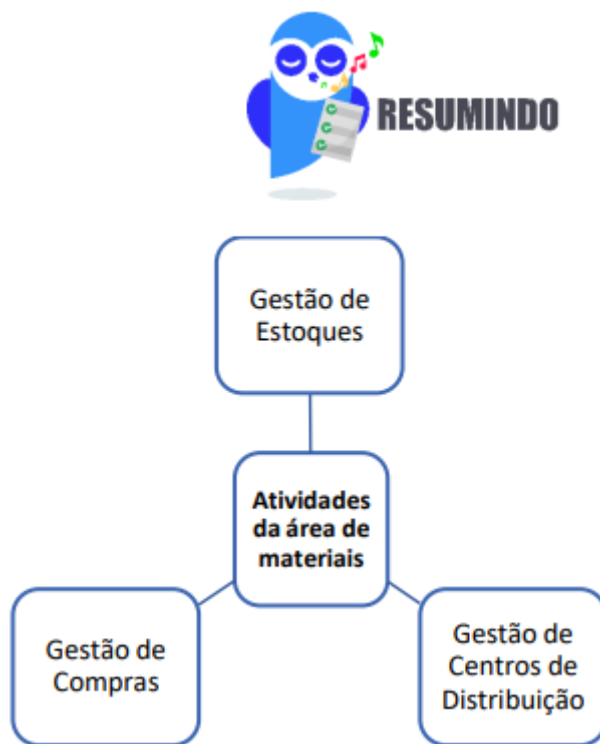 RESUMINDO
Gestão de
Estoques
Atividades
da área de
materiais
Gestão de
Compras
Gestão de
Centros de
Distribuição